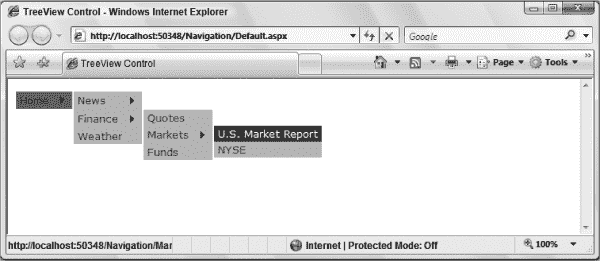 TreeView Control - Windows Internet Explorer
http://localhost:50348/Navigation/Default.aspx
Google
TreeView Control
Page
Tools
Home
News
Finance
Weather
Quotes
Markets
Funds
U.S. Market Report
NYSE
http://localhost:50348/Navigation/Mar
Internet | Protected Mode: Off
100%